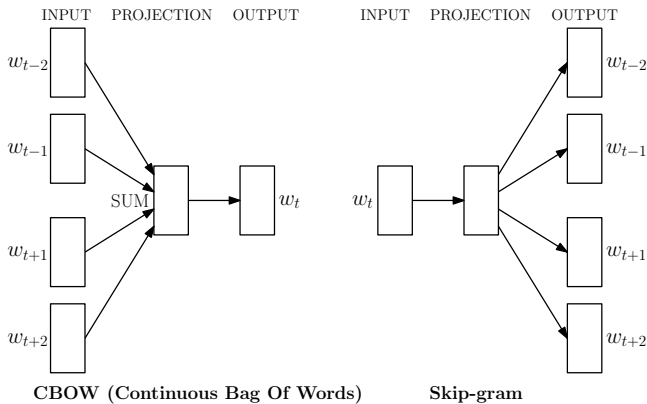 INPUT PROJECTION OUTPUT
w_{t-2}
w_{t-1}
SUM
w_t
w_{t+1}
w_{t+2}
CBOW (Continuous Bag Of Words)
INPUT PROJECTION OUTPUT
w_t
w_{t-2}
w_{t-1}
w_{t+1}
w_{t+2}
Skip-gram